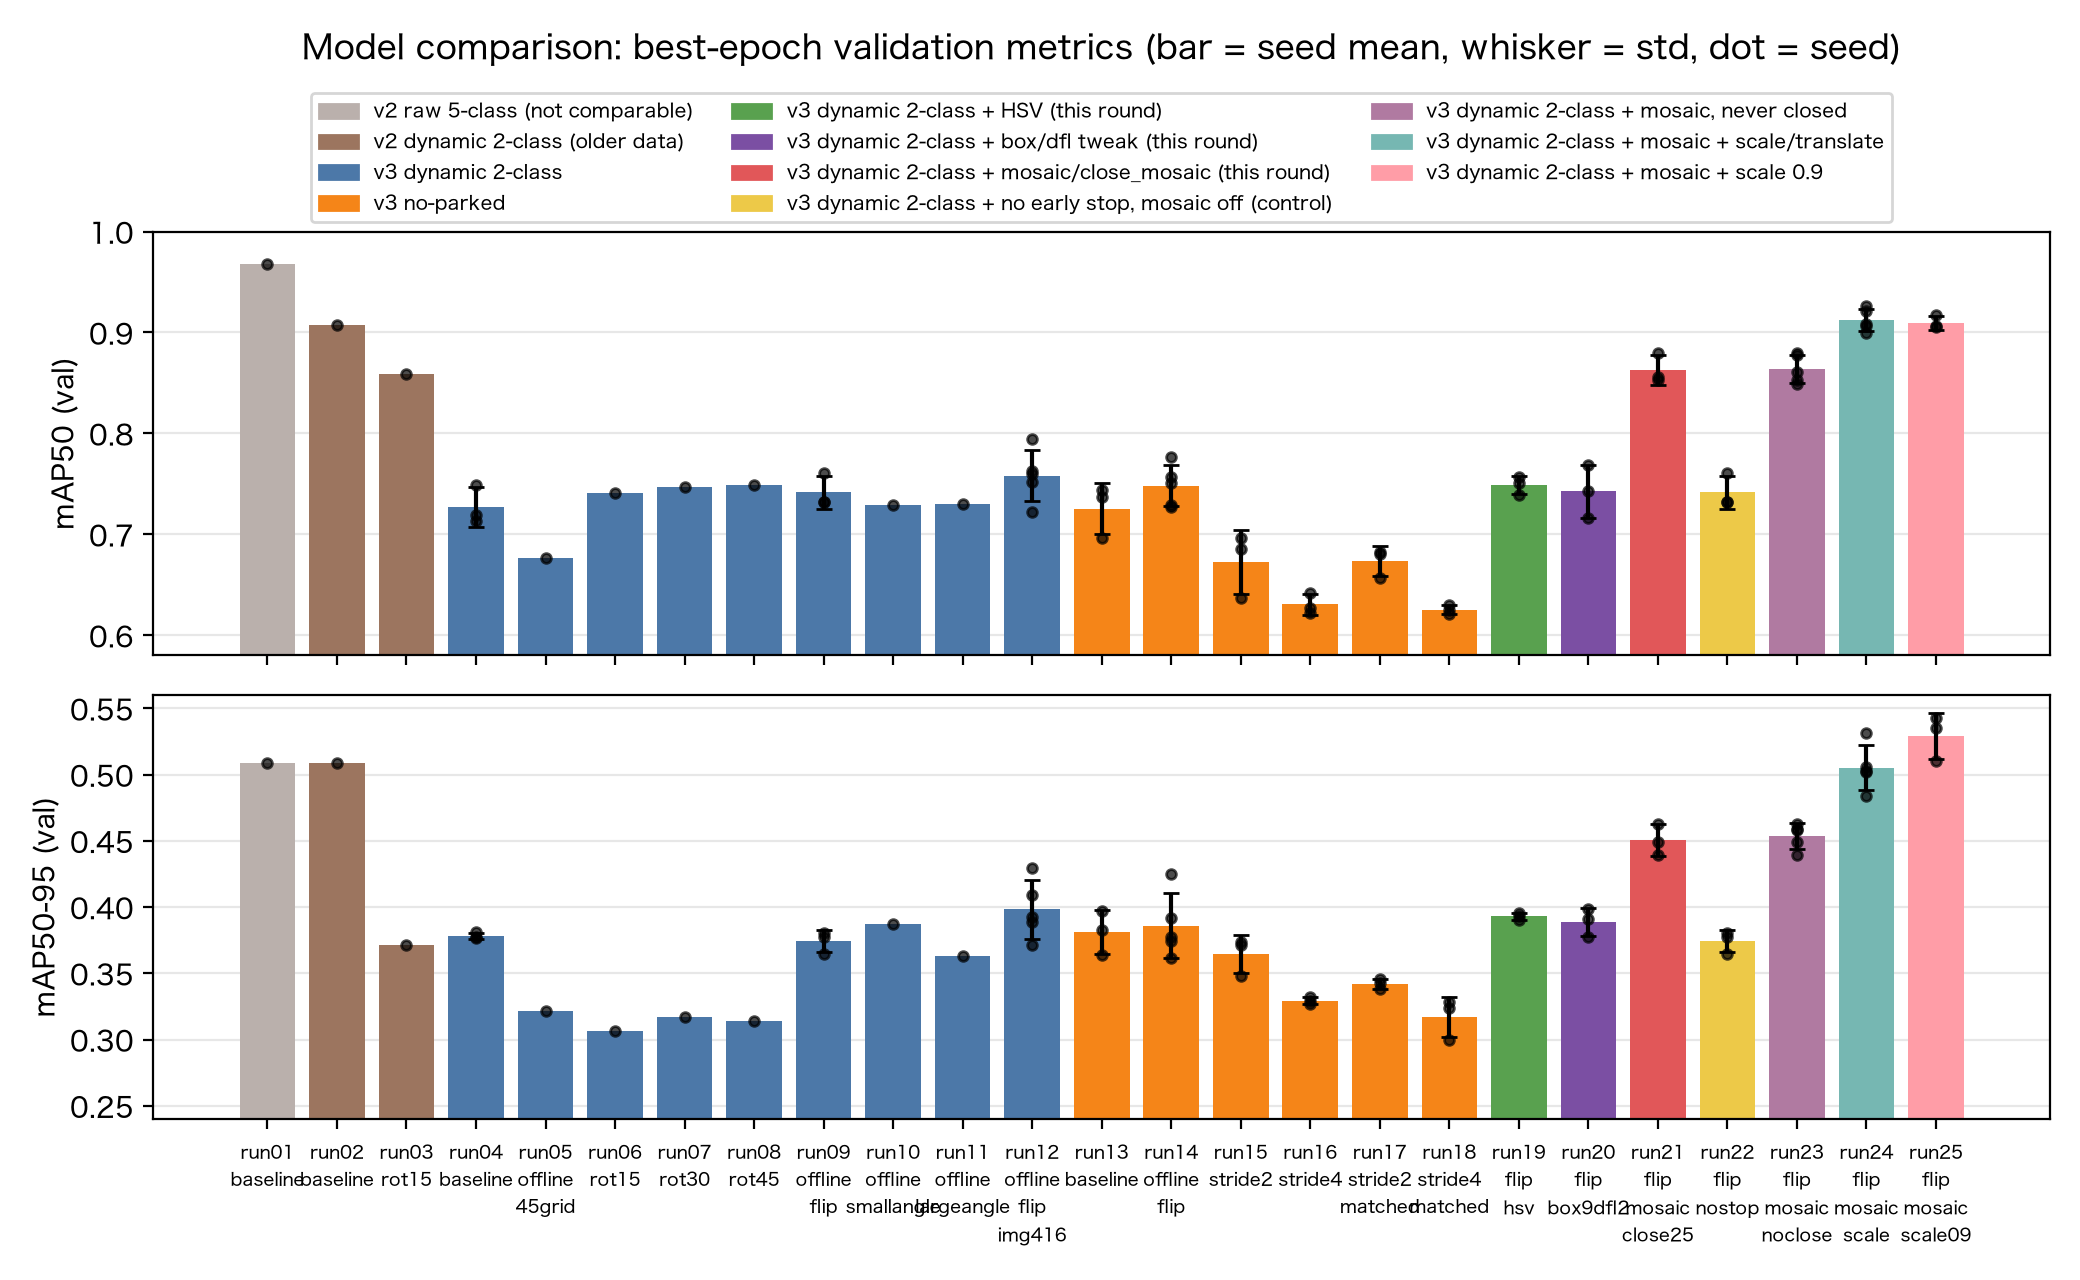 Model comparison: best-epoch validation metrics (bar = seed mean, whisker = std, dot = seed)
v2 raw 5-class (not comparable)
v2 dynamic 2-class (older data)
v3 dynamic 2-class
v3 no-parked
v3 dynamic 2-class + HSV (this round)
v3 dynamic 2-class + box/dfl tweak (this round)
v3 dynamic 2-class + mosaic/close_mosaic (this round)
v3 dynamic 2-class + no early stop, mosaic off (control)
v3 dynamic 2-class + mosaic, never closed
v3 dynamic 2-class + mosaic + scale/translate
v3 dynamic 2-class + mosaic + scale 0.9
mAP50 (val)
1.0
0.9
0.8
0.7
0.6
mAP50-95 (val)
0.55
0.50
0.45
0.40
0.35
0.30
0.25
run01
baseline
run02
baseline
run03
rot15
run04
baseline
run05
offline
45grid
run06
rot15
run07
rot30
run08
rot45
run09
offline
flip
run10
offline
smallangle
run11
offline
largeangle
run12
offline
flip
img416
run13
baseline
run14
offline
flip
run15
stride2
run16
stride4
run17
stride2
matched
run18
stride4
matched
run19
flip
hsv
run20
flip
box9dfl2
run21
flip
mosaic
close25
run22
flip
nostop
run23
flip
mosaic
noclose
run24
flip
mosaic
scale
run25
flip
mosaic
scale09